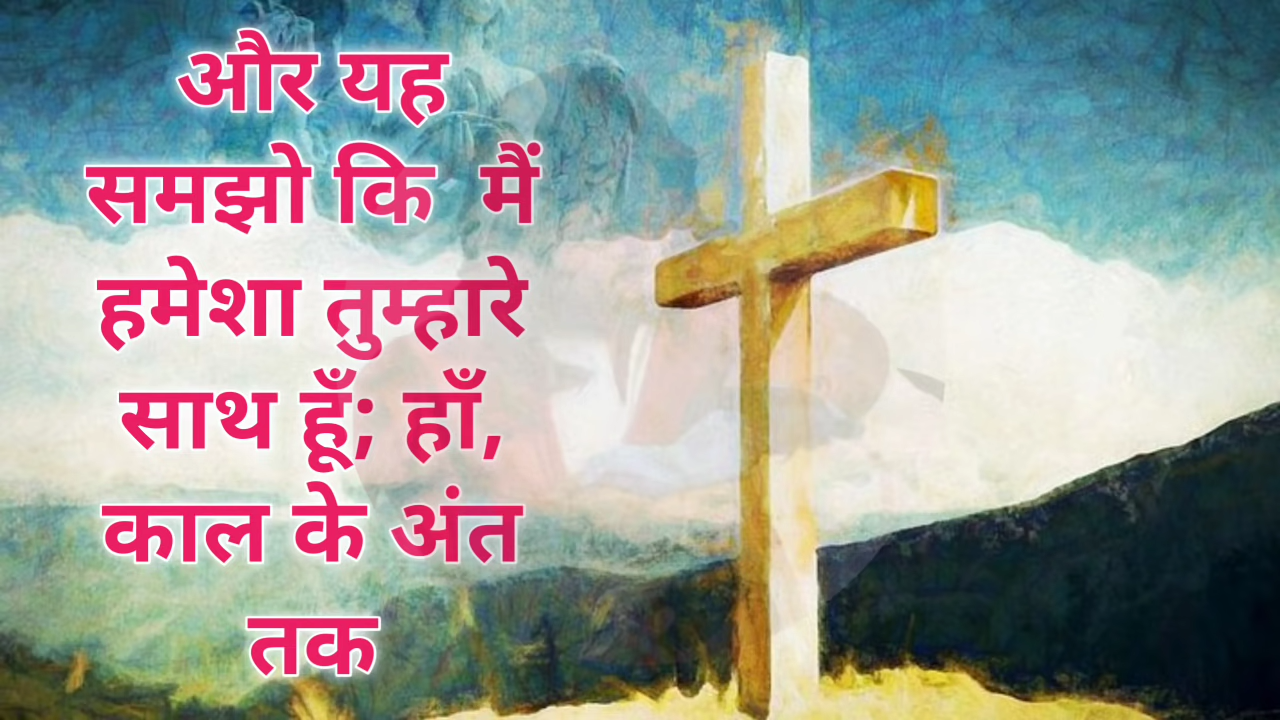 और यह
समझो कि  मैं
हमेशा तुम्हारे
साथ हूँ; हाँ,
काल के अंत
तक